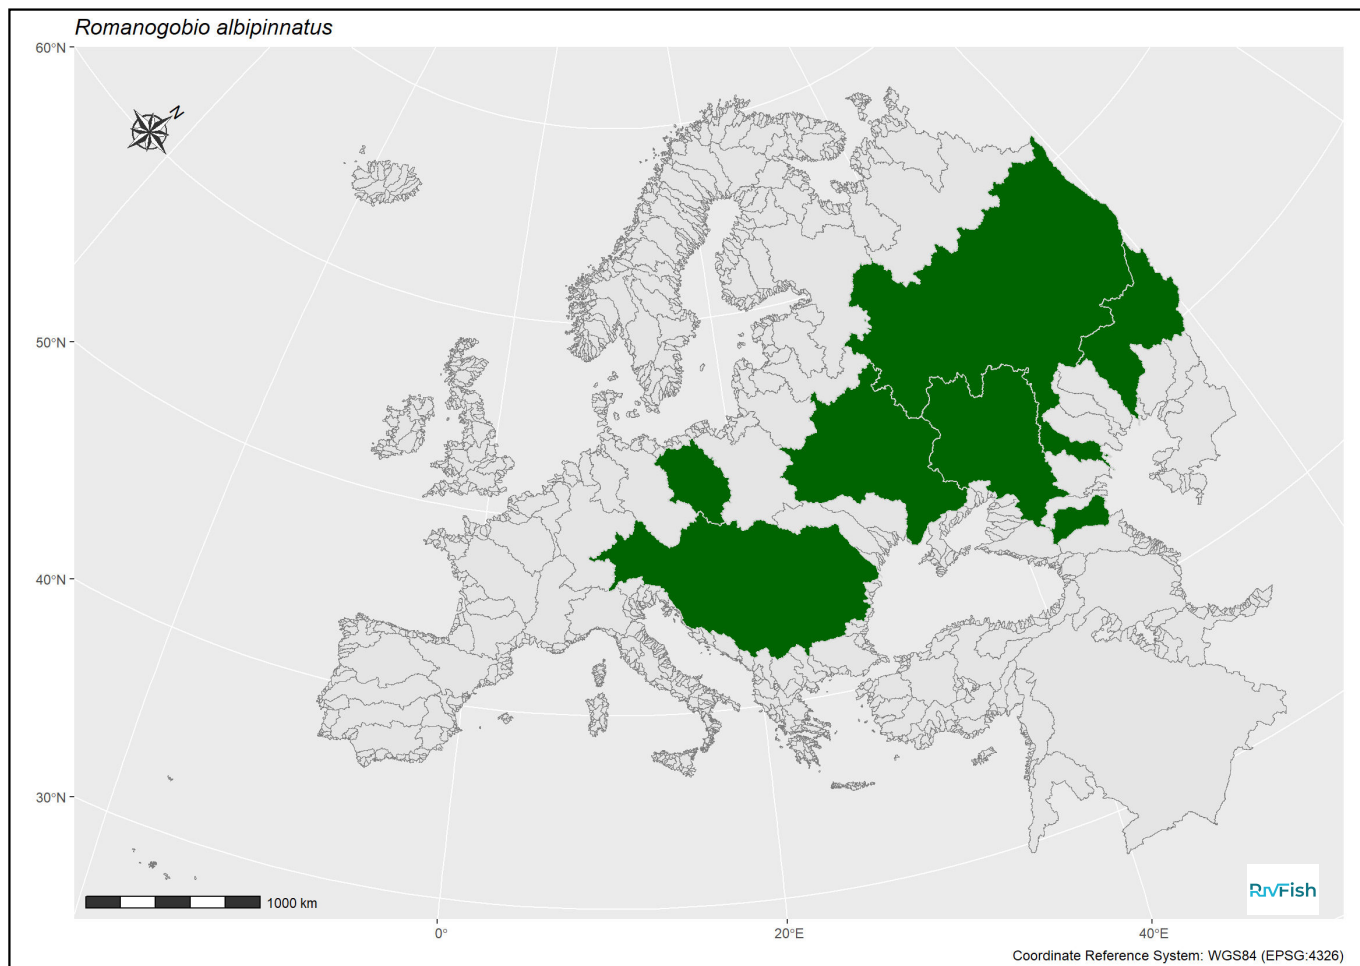 Romanogobio albipinnatus
60°N
N
50°N
40°N
30°N
1000 km
RIVFISH
0°
20°E
40°E
Coordinate Reference System: WGS84 (EPSG:4326)